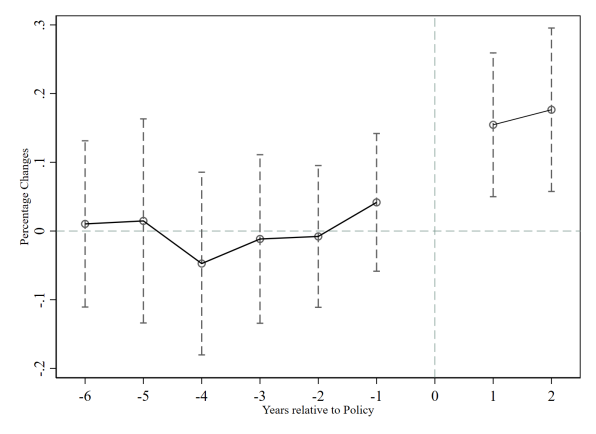 Percentage Changes
.3
.2
.1
0
-.1
-.2
-6 -5 -4 -3 -2 -1 0 1 2
Years relative to Policy